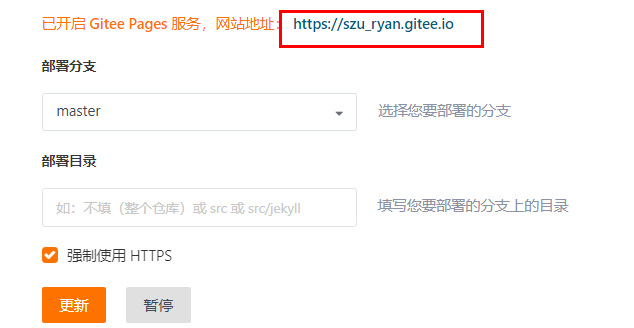 已开启 Gitee Pages 服务，网站地址：https://szu_ryan.gitee.io
部署分支
master 选择您要部署的分支
部署目录
如：不填（整个仓库）或 src 或 src/jekyll 填写您要部署的分支上的目录
强制使用 HTTPS
更新 暂停